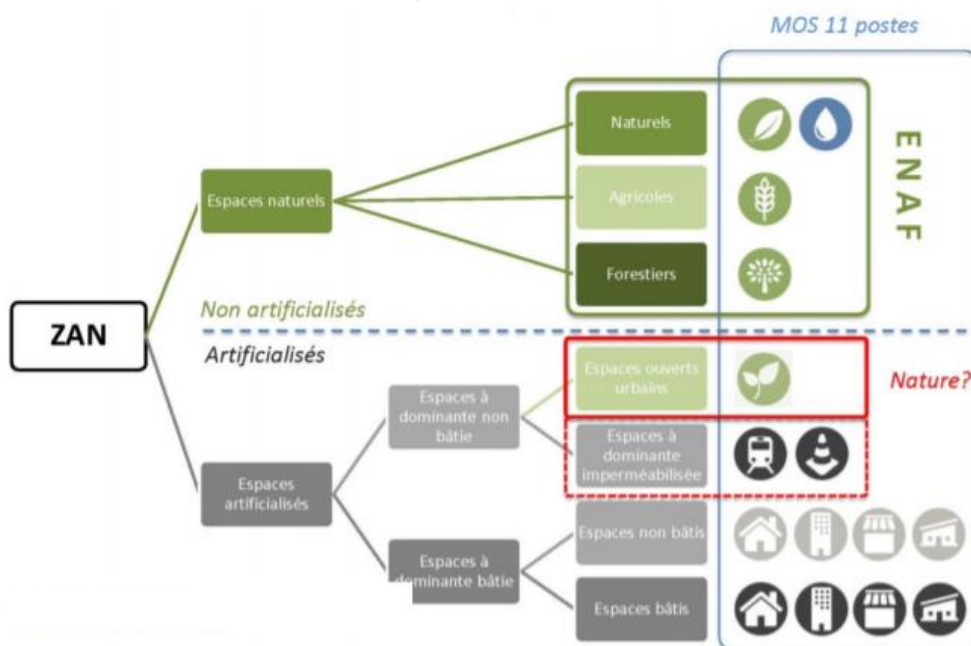 MOS 11 postes
Naturels
Espaces naturels
Agricoles
ENAF
Forestiers
Non artificialisés
ZAN
Artificialisés
Espaces ouverts
urbains
Nature?
Espaces à
dominante non
bâtie
Espaces à
dominante
imperméabilisée
Espaces
artificialisés
Espaces non bâtis
Espaces à
dominante bâtie
Espaces bâtis